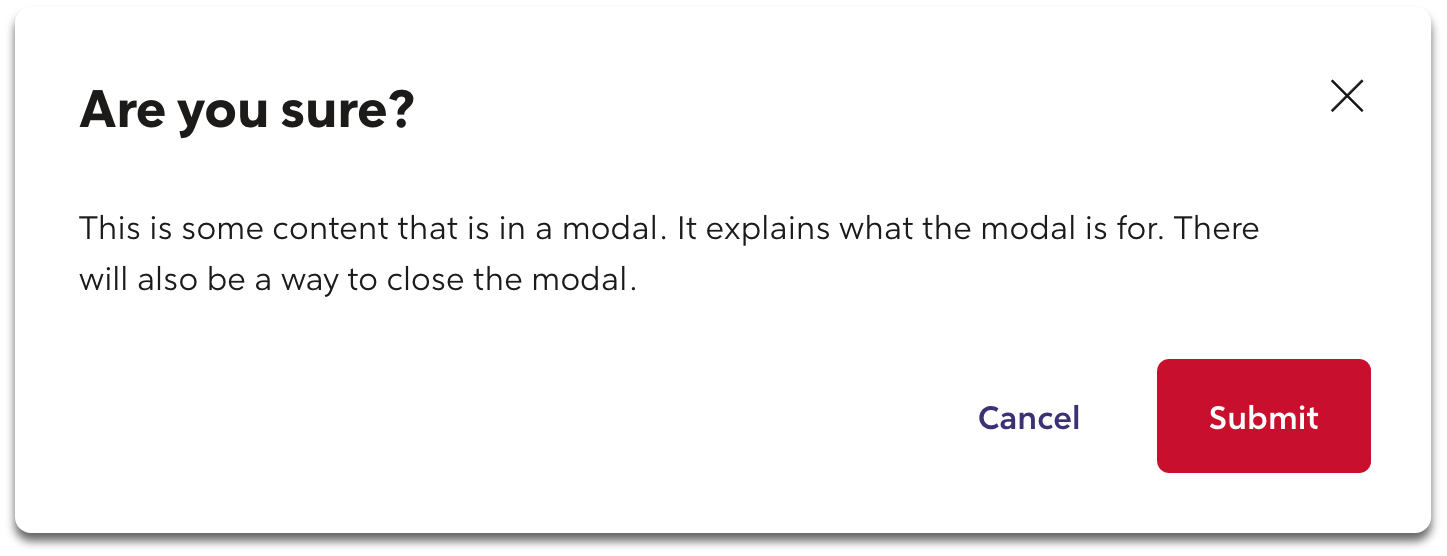 Are you sure?
This is some content that is in a modal. It explains what the modal is for. There
will also be a way to close the modal.
Cancel
Submit